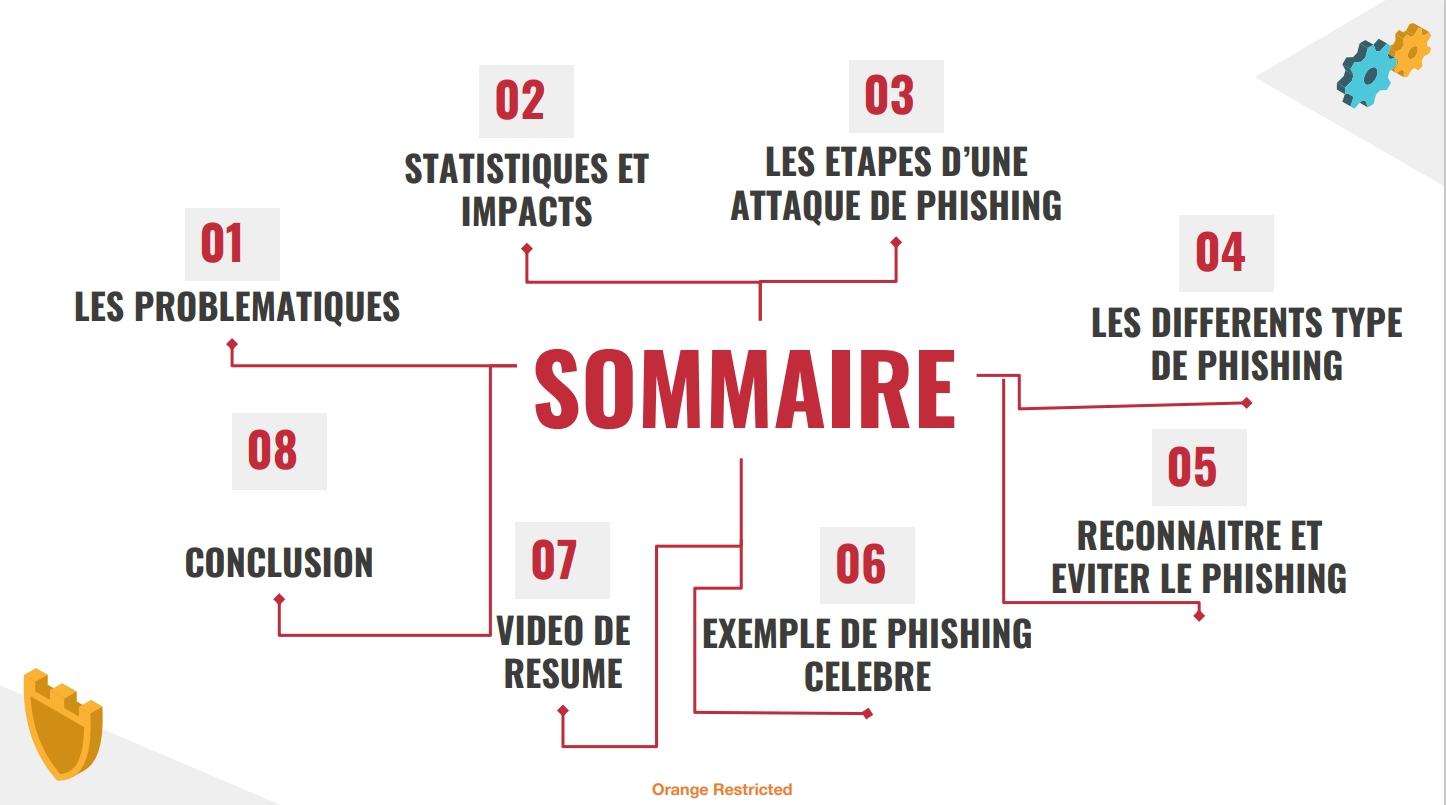 01
LES PROBLEMATIQUES
02
STATISTIQUES ET
IMPACTS
03
LES ETAPES D’UNE
ATTAQUE DE PHISHING
04
LES DIFFERENTS TYPE
DE PHISHING
SOMMAIRE
05
RECONNAITRE ET
EVITER LE PHISHING
06
EXEMPLE DE PHISHING
CELEBRE
07
VIDEO DE
RESUME
08
CONCLUSION
Orange Restricted